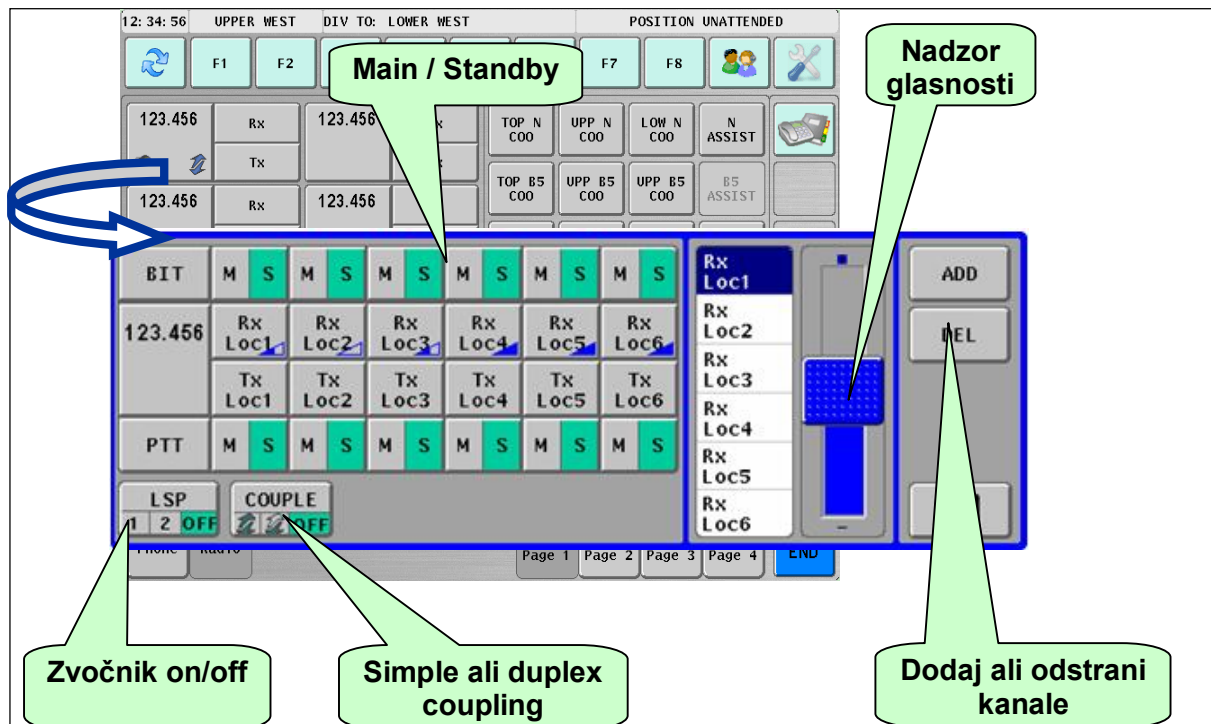 12: 34: 56 UPPER WEST DIV TO: LOWER WEST POSITION UNATTENDED
F1 F2 F7 F8
Main / Standby
Nadzor
glasnosti
123.456 Rx 123.456
TOP N
COO
UPP N
COO
LOW N
COO
N
ASSIST
Tx
123.456 Rx 123.456
TOP B5
COO
UPP B5
COO
UPP B5
COO
B5
ASSIST
BIT M S M S M S M S M S M S
123.456
Rx
Loc1
Rx
Loc2
Rx
Loc3
Rx
Loc4
Rx
Loc5
Rx
Loc6
Tx
Loc1
Tx
Loc2
Tx
Loc3
Tx
Loc4
Tx
Loc5
Tx
Loc6
PTT M S M S M S M S M S M S
LSP
1 2 OFF
COUPLE
OFF
Rx
Loc1
Rx
Loc2
Rx
Loc3
Rx
Loc4
Rx
Loc5
Rx
Loc6
ADD
DEL
Phone Radio Page 1 Page 2 Page 3 Page 4 END
Zvočnik on/off
Simple ali duplex
coupling
Dodaj ali odstrani
kanale